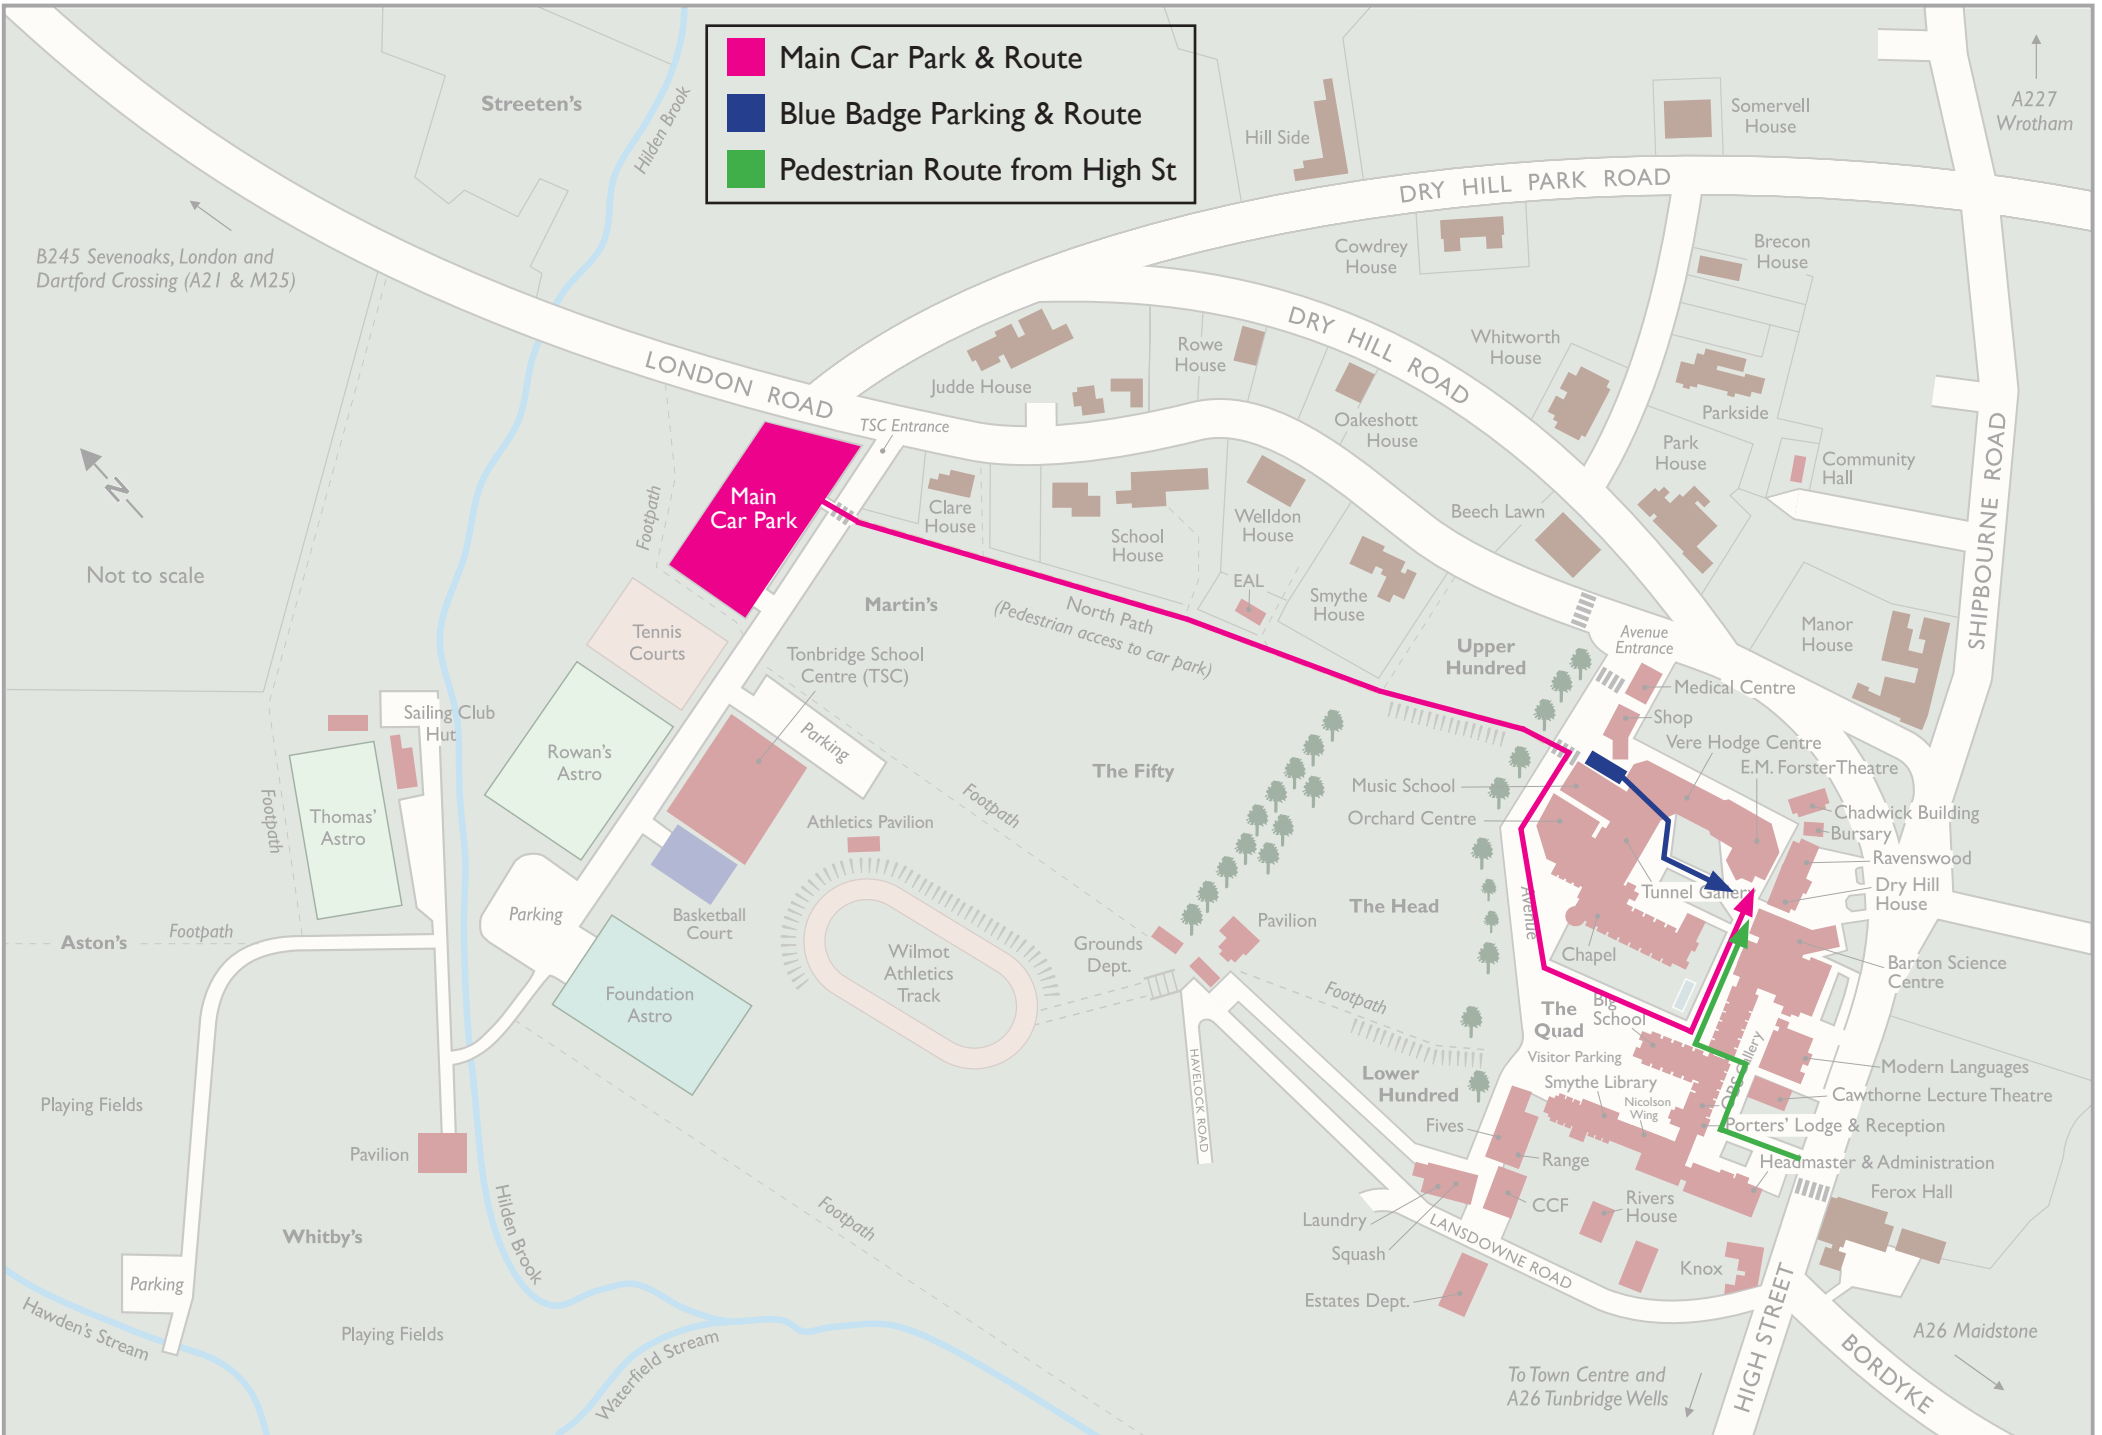 Main Car Park & Route
Blue Badge Parking & Route
Pedestrian Route from High St
Streeten's
Hilden Brook
Hill Side
Somervell
House
A227
Wrotham
DRY HILL PARK ROAD
B245 Sevenoaks, London and
Dartford Crossing (A21 & M25)
Cowdrey
House
Brecon
House
DRY HILL ROAD
Whitworth
House
Rowe
House
Judde House
LONDON ROAD
Oakeshott
House
Parkside
TSC Entrance
Park
House
Community
Hall
SHIPBOURNE ROAD
N
Main
Car Park
Footpath
Clare
House
School
House
Welldon
House
Beech Lawn
Not to scale
EAL
Smythe
House
Martin's
North Path
(Pedestrian access to car park)
Tennis
Courts
Upper
Hundred
Avenue
Entrance
Manor
House
Tonbridge School
Centre (TSC)
Medical Centre
Sailing Club
Hut
Shop
Parking
Vere Hodge Centre
Rowan's
Astro
The Fifty
E.M. Forster Theatre
Music School
Footpath
Footpath
Orchard Centre
Chadwick Building
Thomas'
Astro
Athletics Pavilion
Bursary
Ravenswood
Tunnel Gallery
Dry Hill
House
Parking
The Head
Avenue
Basketball
Court
Pavilion
Footpath
Aston's
Grounds
Dept.
Chapel
Wilmot
Athletics
Track
Barton Science
Centre
Foundation
Astro
Footpath
The
Quad
Big
School
Visitor Parking
OBS Gallery
Modern Languages
HAVELOCK ROAD
Lower
Hundred
Smythe Library
Nicolson
Wing
Cawthorne Lecture Theatre
Playing Fields
Fives
Porters' Lodge & Reception
Pavilion
Range
Headmaster & Administration
Ferox Hall
Hilden Brook
Footpath
CCF
Rivers
House
Laundry
Squash
LANSDOWNE ROAD
Whitby's
Knox
Parking
Estates Dept.
Hawden's Stream
Playing Fields
Waterfield Stream
HIGH STREET
A26 Maidstone
BORDYKE
To Town Centre and
A26 Tunbridge Wells